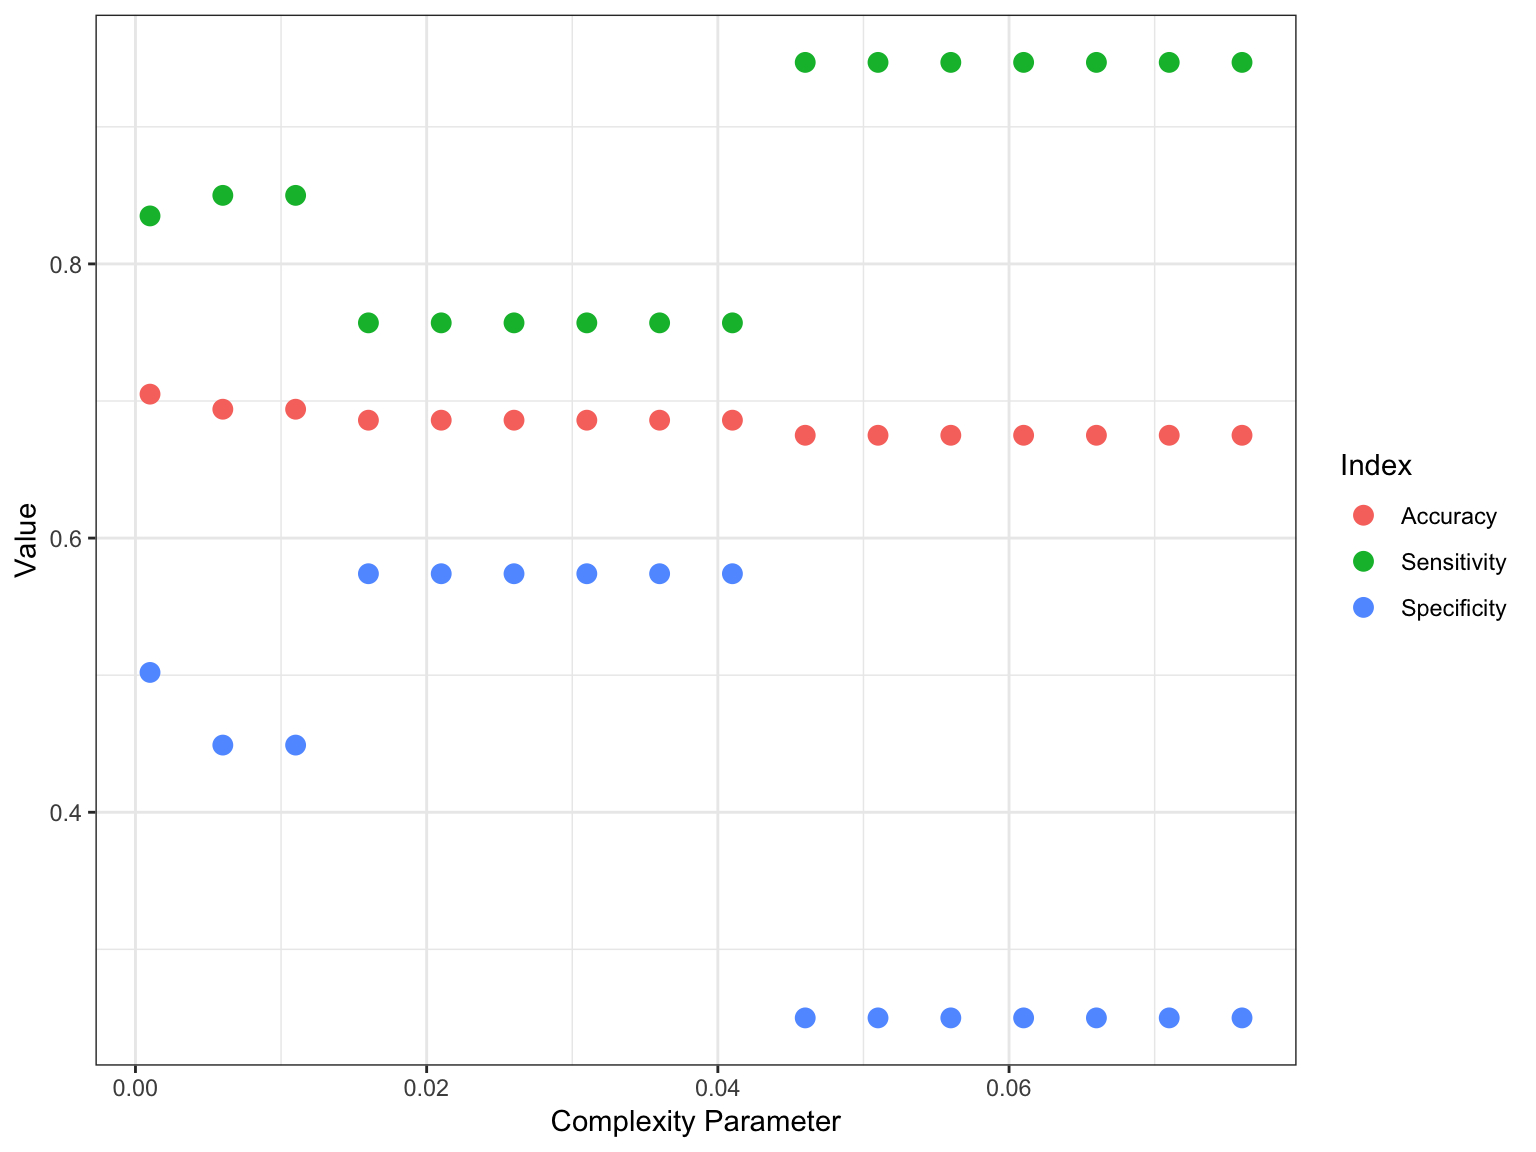 0.8
0.6
0.4
Value
0.00 0.02 0.04 0.06
Complexity Parameter
Index
Accuracy
Sensitivity
Specificity